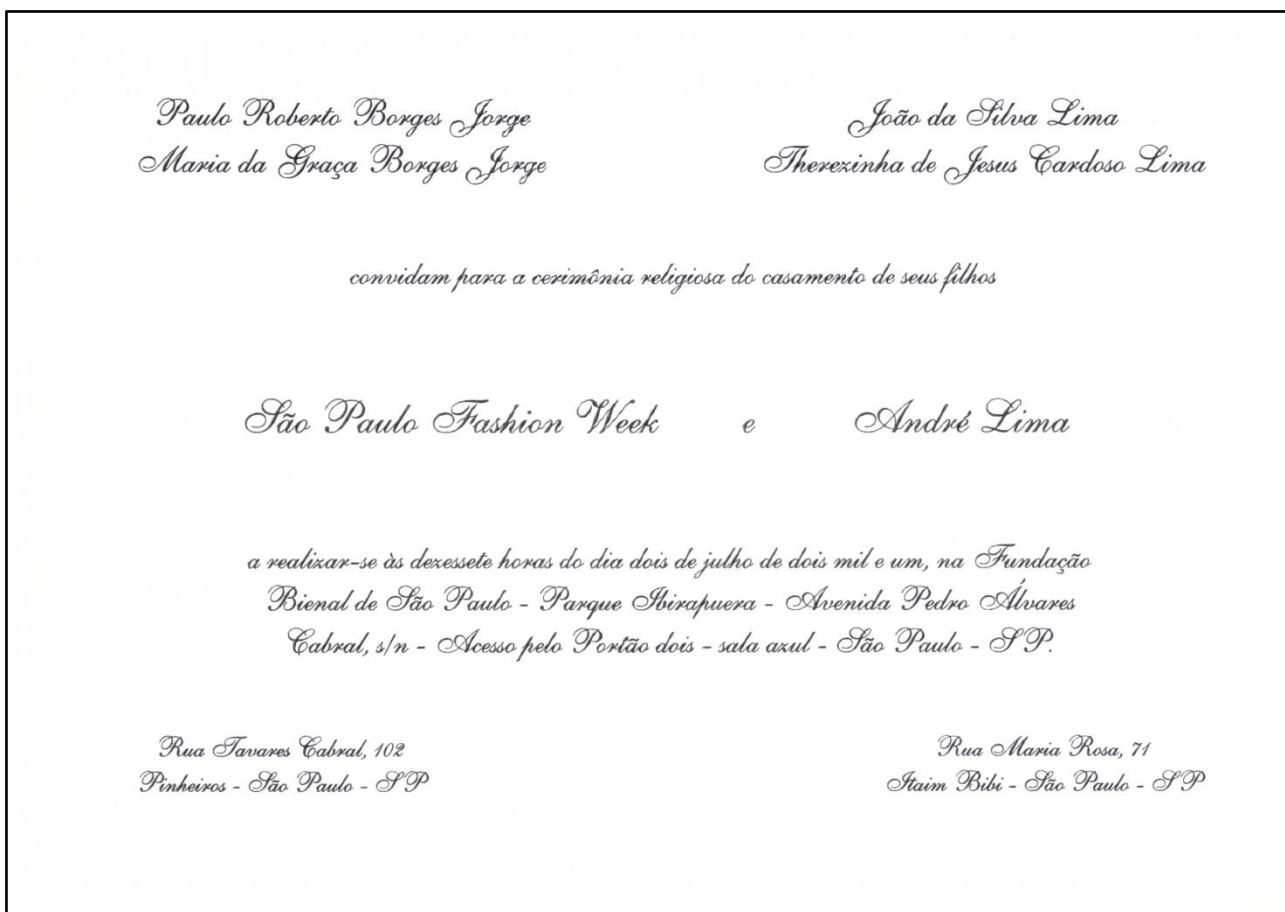 Paulo Roberto Borges Jorge
Maria da Graça Borges Jorge
João da Silva Lima
Therezinha de Jesus Cardoso Lima
convidam para a cerimônia religiosa do casamento de seus filhos
São Paulo Fashion Week e André Lima
a realizar-se às dezessete horas do dia dois de julho de dois mil e um, na Fundação
Bienal de São Paulo - Parque Ibirapuera - Avenida Pedro Álvares
Cabral, s/n - Acesso pelo Portão dois - sala azul - São Paulo - SP.
Rua Tavares Cabral, 102
Pinheiros - São Paulo - SP
Rua Maria Rosa, 71
Itaim Bibi - São Paulo - SP